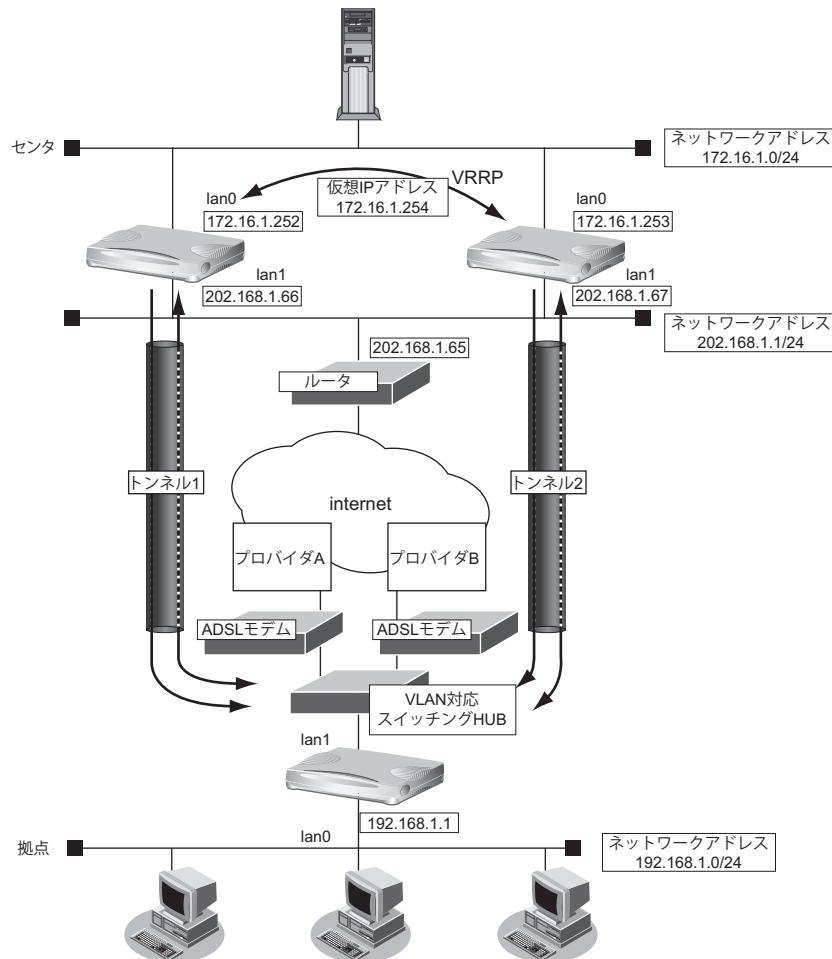 センタ
ネットワークアドレス
172.16.1.0/24
VRRP
仮想IPアドレス
172.16.1.254
lan0
172.16.1.252
lan0
172.16.1.253
lan1
202.168.1.66
lan1
202.168.1.67
ネットワークアドレス
202.168.1.1/24
202.168.1.65
ルータ
トンネル1
トンネル2
internet
プロバイダA
プロバイダB
ADSLモデム
ADSLモデム
VLAN対応
スイッチングHUB
lan1
192.168.1.1
lan0
拠点
ネットワークアドレス
192.168.1.0/24